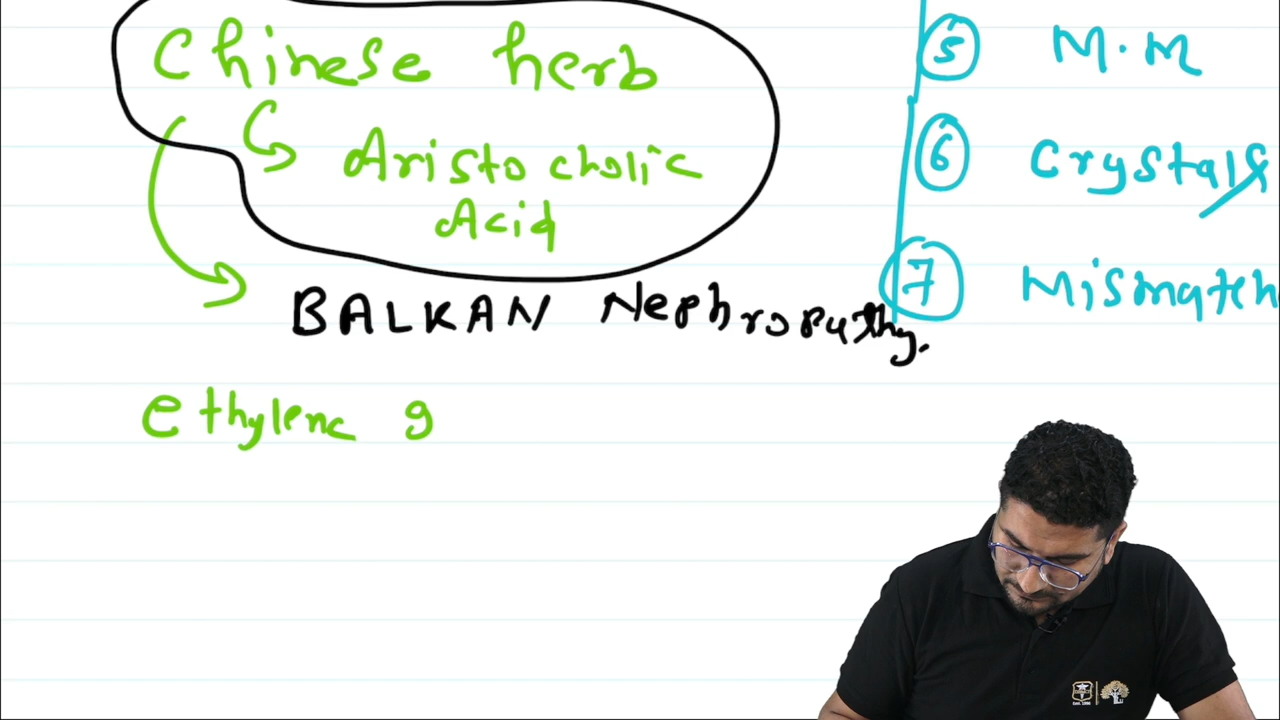 Chinese herb
Aristocholic
Acid
BALKAN Nephropathy.
ethylene g
5 M.M
6 Crystals
7 Mismatch